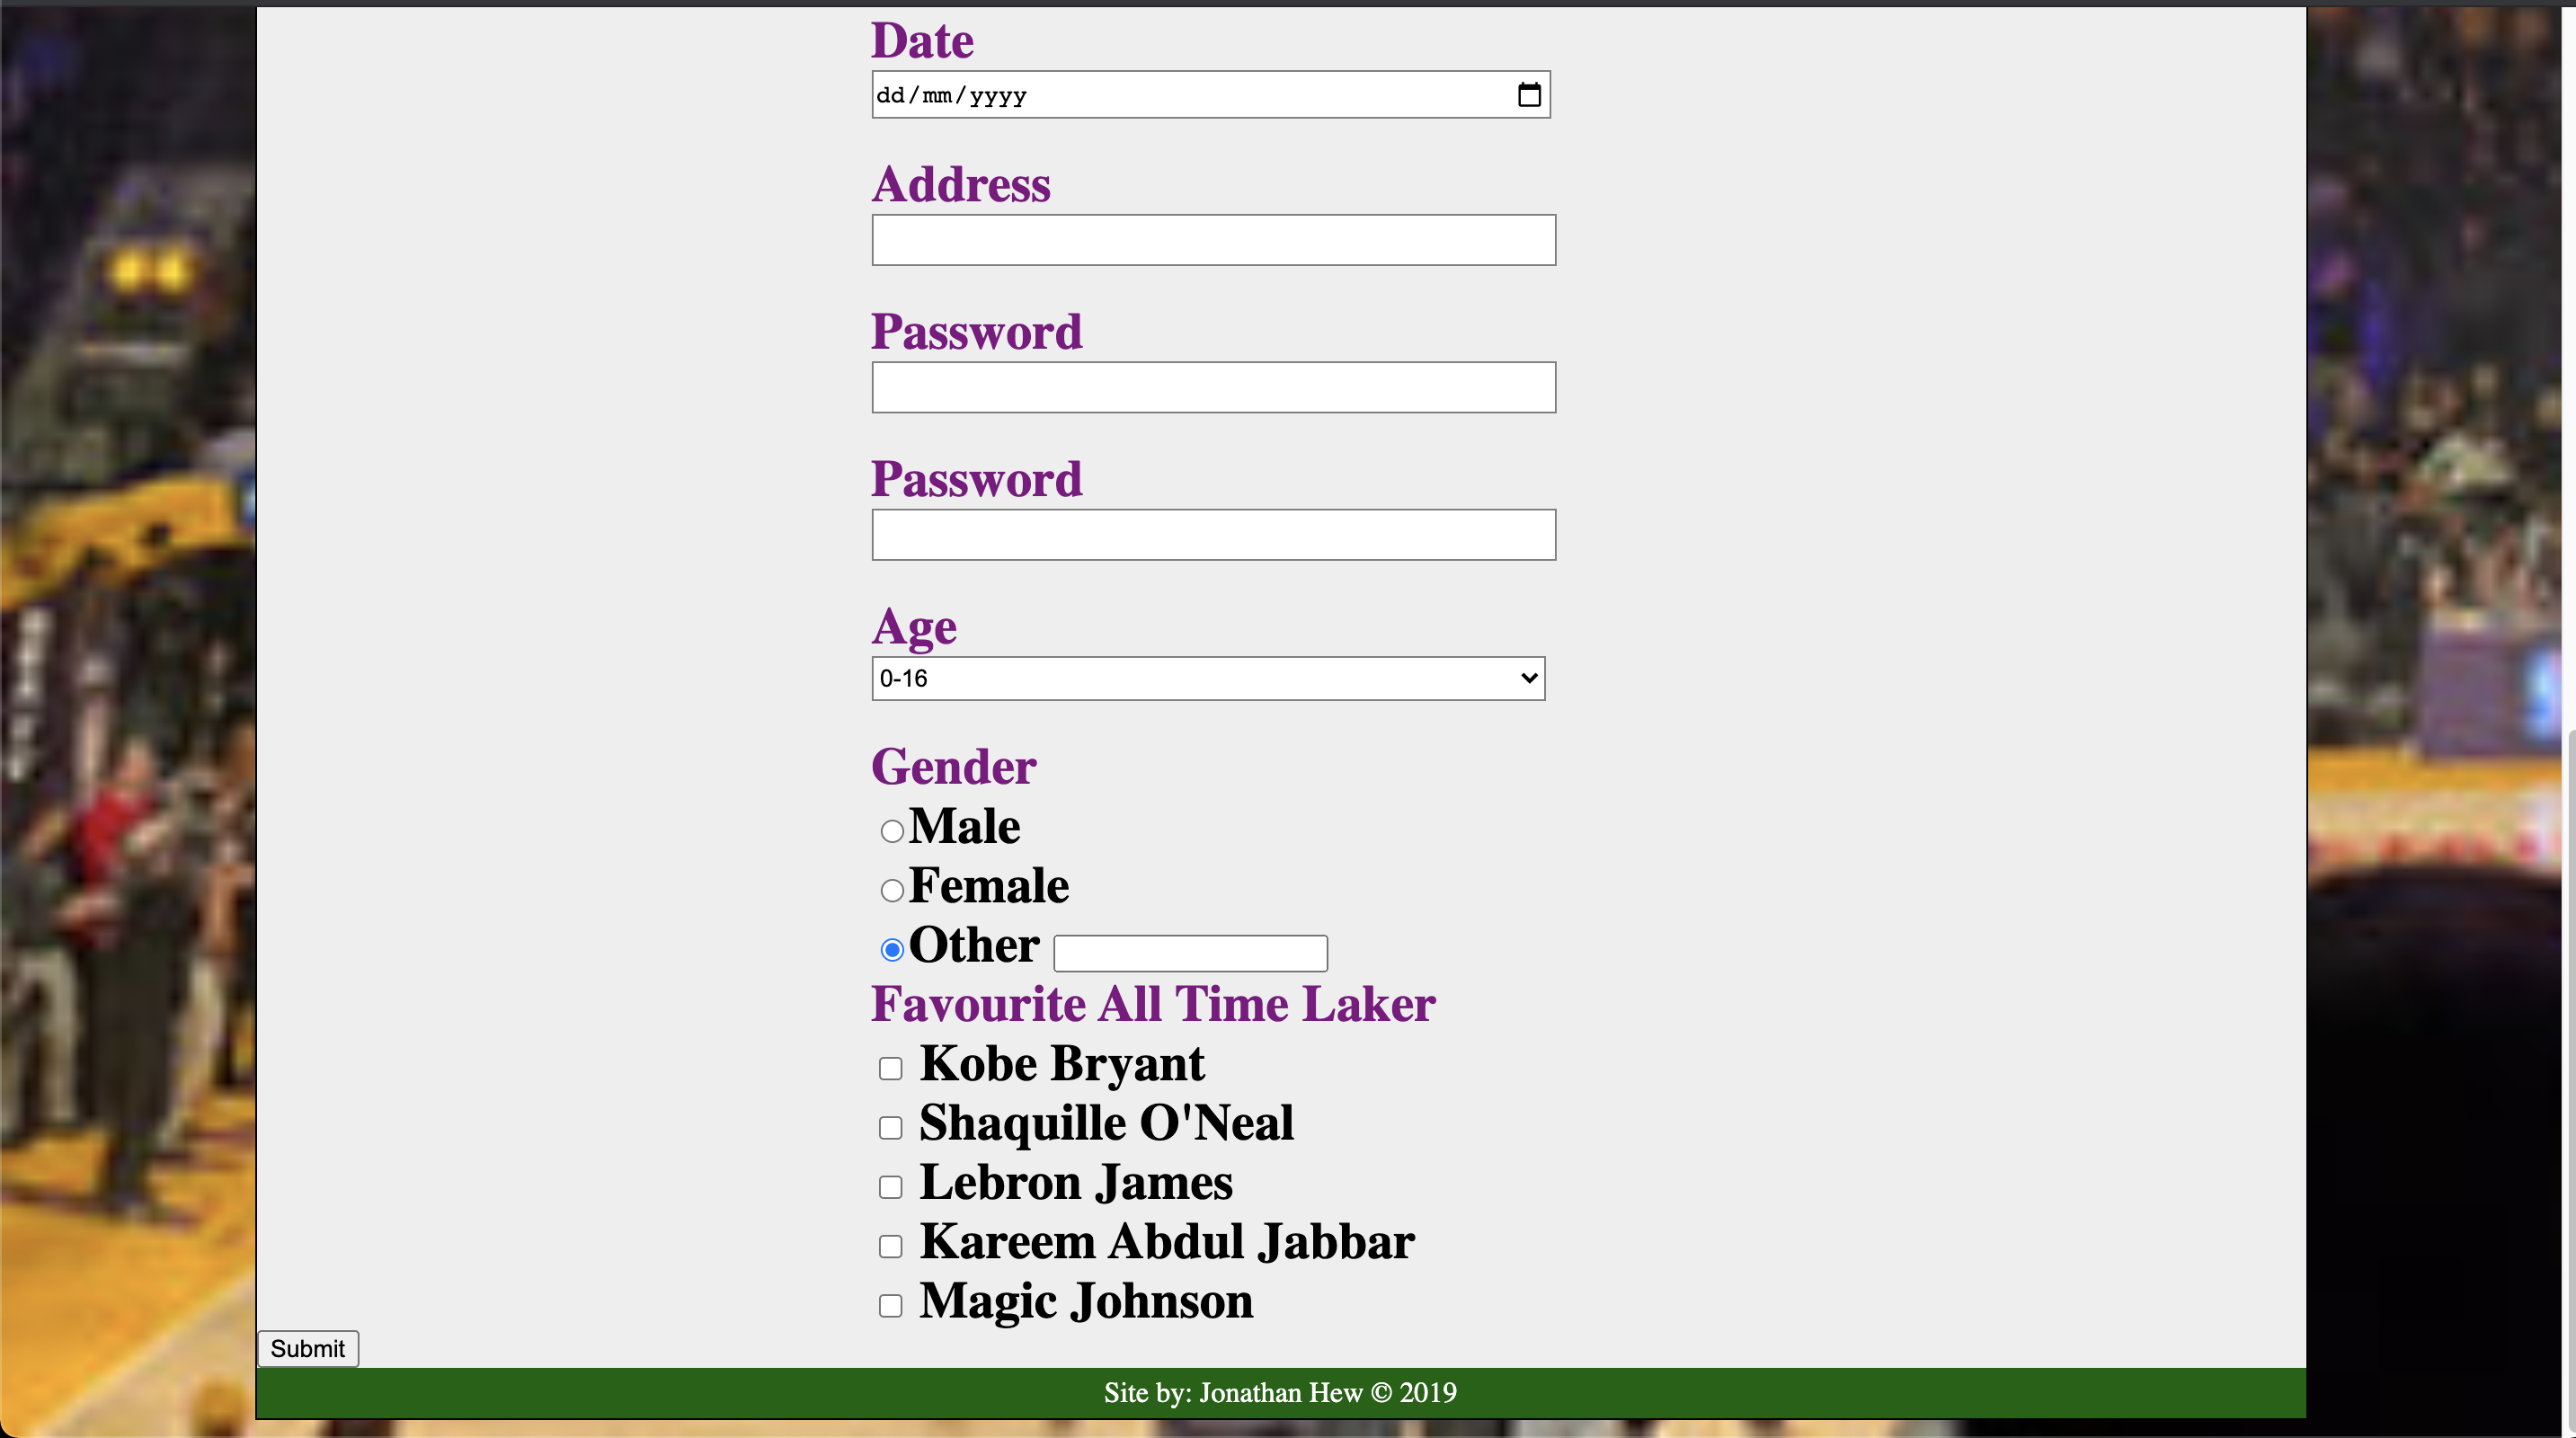 Date
dd/mm/yyyy
Address
Password
Password
Age
0-16
Gender
Male
Female
Other
Favourite All Time Laker
Kobe Bryant
Shaquille O'Neal
Lebron James
Kareem Abdul Jabbar
Magic Johnson
Submit
Site by: Jonathan Hew © 2019